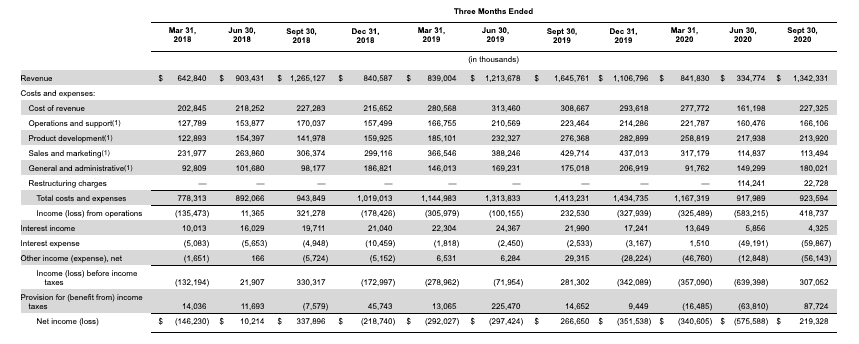 Three Months Ended
Mar 31, 2018 Jun 30, 2018 Sept 30, 2018 Dec 31, 2018 Mar 31, 2019 Jun 30, 2019 Sept 30, 2019 Dec 31, 2019 Mar 31, 2020 Jun 30, 2020 Sept 30, 2020
(in thousands)
Revenue $ 642,840 $ 903,431 $ 1,265,127 $ 840,587 $ 839,004 $ 1,213,678 $ 1,645,761 $ 1,106,796 $ 841,830 $ 334,774 $ 1,342,331
Costs and expenses:
Cost of revenue 202,845 218,252 227,283 215,652 280,568 313,460 308,667 293,618 277,772 161,198 227,325
Operations and support(1) 127,789 153,877 170,037 157,499 166,755 210,569 223,464 214,286 221,787 160,476 166,106
Product development(1) 122,893 154,397 141,978 159,925 185,101 232,327 276,368 282,899 258,819 217,938 213,920
Sales and marketing(1) 231,977 263,860 306,374 299,116 366,546 388,246 429,714 437,013 317,179 114,837 113,494
General and administrative(1) 92,809 101,680 98,177 186,821 146,013 169,231 175,018 206,919 91,762 149,299 180,021
Restructuring charges — — — — — — — — — 114,241 22,728
Total costs and expenses 778,313 892,066 943,849 1,019,013 1,144,983 1,313,833 1,413,231 1,434,735 1,167,319 917,989 923,594
Income (loss) from operations (135,473) 11,365 321,278 (178,426) (305,979) (100,155) 232,530 (327,939) (325,489) (583,215) 418,737
Interest income 10,013 16,029 19,711 21,040 22,304 24,367 21,990 17,241 13,649 5,856 4,325
Interest expense (5,083) (5,653) (4,948) (10,459) (1,818) (2,450) (2,533) (3,167) 1,510 (49,191) (59,867)
Other income (expense), net (1,651) 166 (5,724) (5,152) 6,531 6,284 29,315 (28,224) (46,760) (12,848) (56,143)
Income (loss) before income
taxes (132,194) 21,907 330,317 (172,997) (278,962) (71,954) 281,302 (342,089) (357,090) (639,398) 307,052
Provision for (benefit from) income
taxes 14,036 11,693 (7,579) 45,743 13,065 225,470 14,652 9,449 (16,485) (63,810) 87,724
Net income (loss) $ (146,230) $ 10,214 $ 337,896 $ (218,740) $ (292,027) $ (297,424) $ 266,650 $ (351,538) $ (340,605) $ (575,588) $ 219,328